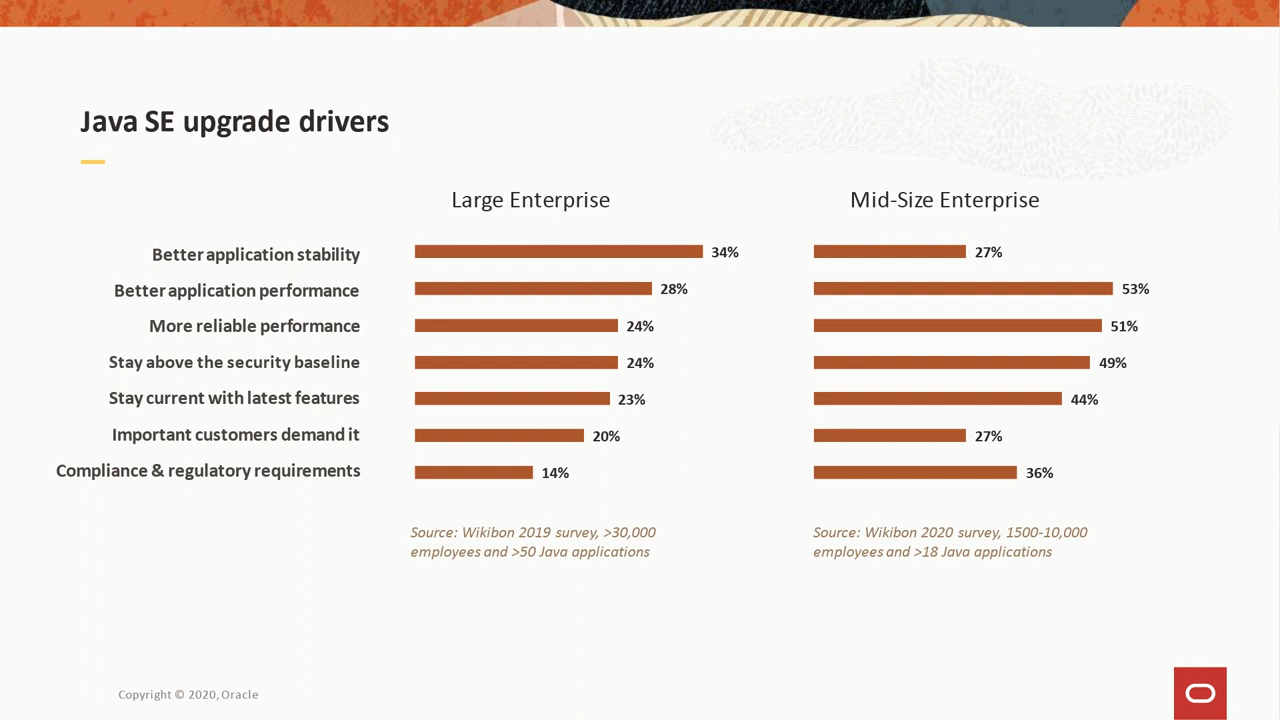 Java SE upgrade drivers
Large Enterprise
Mid-Size Enterprise
Better application stability 34% 27%
Better application performance 28% 53%
More reliable performance 24% 51%
Stay above the security baseline 24% 49%
Stay current with latest features 23% 44%
Important customers demand it 20% 27%
Compliance & regulatory requirements 14% 36%
Source: Wikibon 2019 survey, >30,000
employees and >50 Java applications
Source: Wikibon 2020 survey, 1500-10,000
employees and >18 Java applications
Copyright © 2020, Oracle